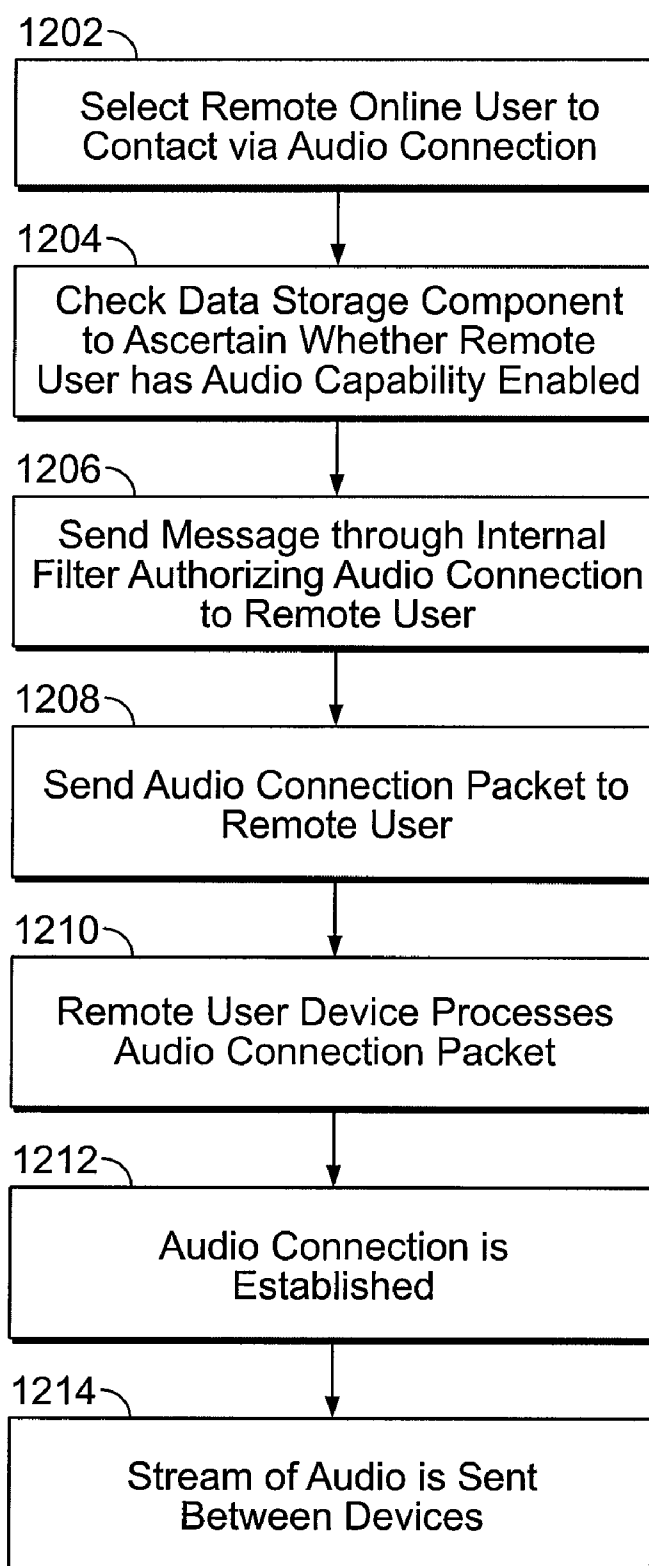 1202
Select Remote Online User to
Contact via Audio Connection
1204
Check Data Storage Component
to Ascertain Whether Remote
User has Audio Capability Enabled
1206
Send Message through Internal
Filter Authorizing Audio Connection
to Remote User
1208
Send Audio Connection Packet to
Remote User
1210
Remote User Device Processes
Audio Connection Packet
1212
Audio Connection is
Established
1214
Stream of Audio is Sent
Between Devices